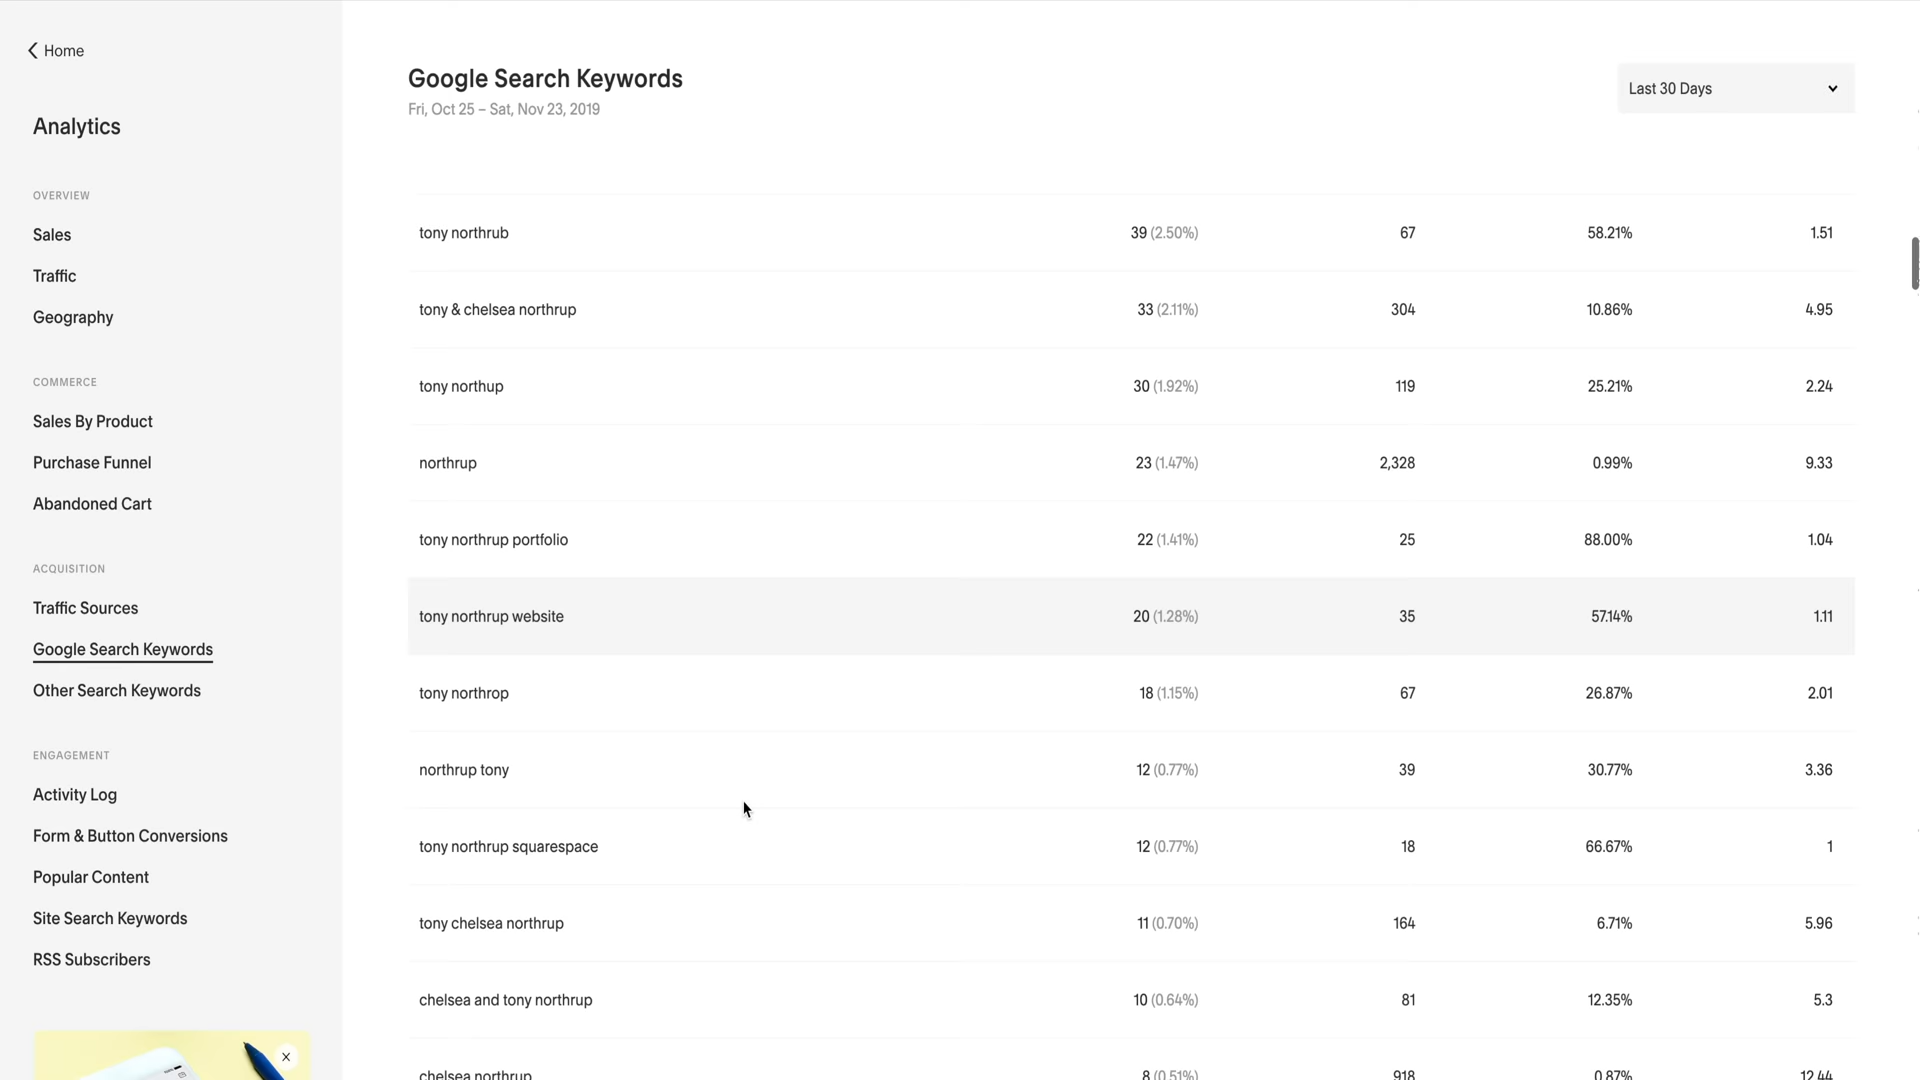 Home
Analytics
OVERVIEW
Sales
Traffic
Geography
COMMERCE
Sales By Product
Purchase Funnel
Abandoned Cart
ACQUISITION
Traffic Sources
Google Search Keywords
Other Search Keywords
ENGAGEMENT
Activity Log
Form & Button Conversions
Popular Content
Site Search Keywords
RSS Subscribers
Google Search Keywords
Fri, Oct 25 – Sat, Nov 23, 2019
Last 30 Days
tony northrub 39 (2.50%) 67 58.21% 1.51
tony & chelsea northrup 33 (2.11%) 304 10.86% 4.95
tony northup 30 (1.92%) 119 25.21% 2.24
northrup 23 (1.47%) 2,328 0.99% 9.33
tony northrup portfolio 22 (1.41%) 25 88.00% 1.04
tony northrup website 20 (1.28%) 35 57.14% 1.11
tony northrop 18 (1.15%) 67 26.87% 2.01
northrup tony 12 (0.77%) 39 30.77% 3.36
tony northrup squarespace 12 (0.77%) 18 66.67% 1
tony chelsea northrup 11 (0.70%) 164 6.71% 5.96
chelsea and tony northrup 10 (0.64%) 81 12.35% 5.3
chelsea northrup 8 (0.51%) 918 0.87% 12.44